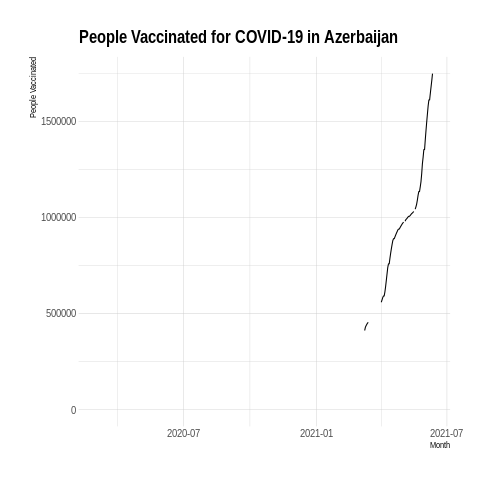 People Vaccinated for COVID-19 in Azerbaijan
People Vaccinated
1500000
1000000
500000
0
2020-07
2021-01
2021-07
Month